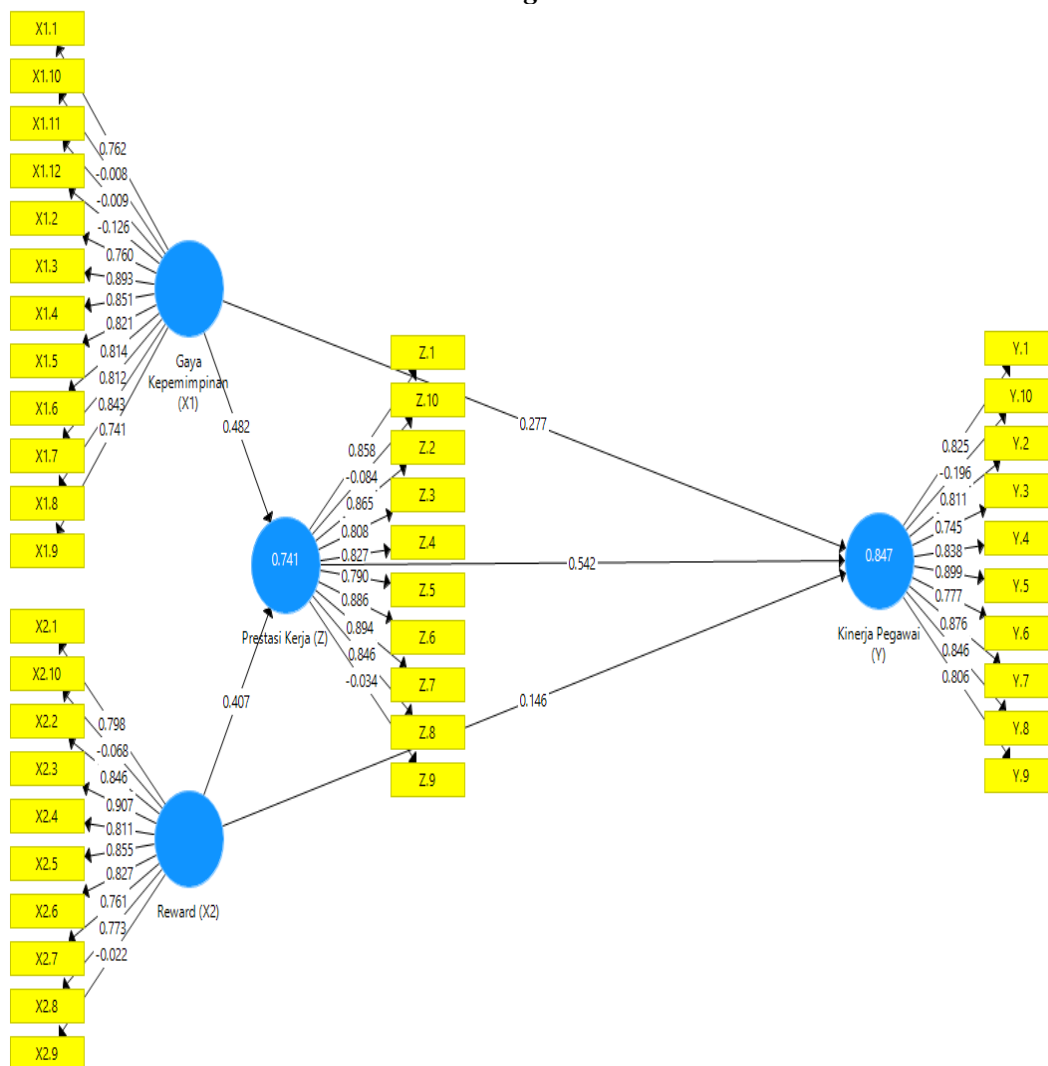 g
X1.1
X1.10
X1.11
X1.12
X1.2
X1.3
X1.4
X1.5
X1.6
X1.7
X1.8
X1.9
0.762
-0.008
-0.009
-0.126
0.760
0.893
0.851
0.821
0.814
0.812
0.843
0.741
Gaya
Kepemimpinan
(X1)
0.482
0.277
X2.1
X2.10
X2.2
X2.3
X2.4
X2.5
X2.6
X2.7
X2.8
X2.9
0.798
-0.068
0.846
0.907
0.811
0.855
0.827
0.761
0.773
-0.022
Reward (X2)
0.407
0.146
0.741
Prestasi Kerja (Z)
0.542
0.858
-0.084
0.865
0.808
0.827
0.790
0.886
0.894
0.846
-0.034
Z.1
Z.10
Z.2
Z.3
Z.4
Z.5
Z.6
Z.7
Z.8
Z.9
0.847
Kinerja Pegawai
(Y)
0.825
-0.196
0.811
0.745
0.838
0.899
0.777
0.876
0.846
0.806
Y.1
Y.10
Y.2
Y.3
Y.4
Y.5
Y.6
Y.7
Y.8
Y.9